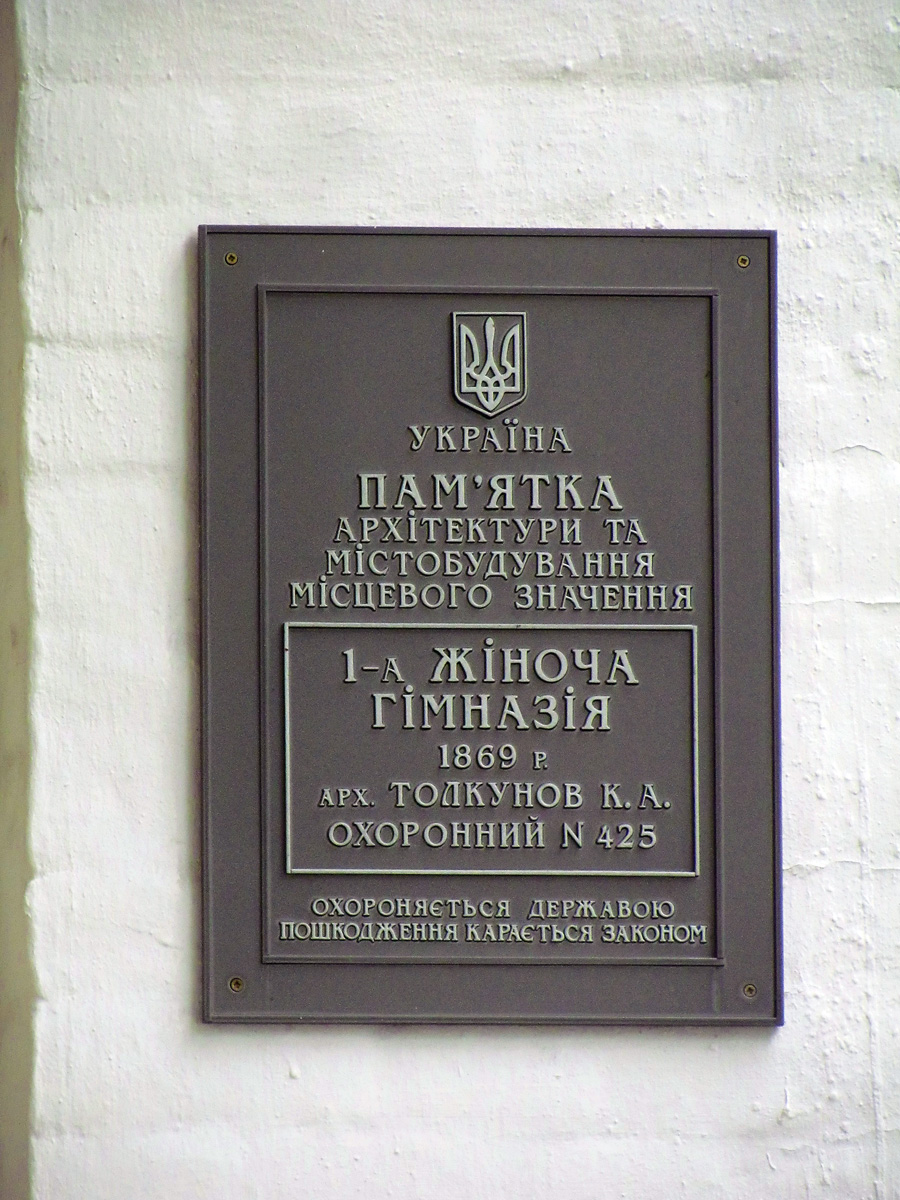 УКРАЇНА
ПАМ'ЯТКА
АРХІТЕКТУРИ ТА
МІСТОБУДУВАННЯ
МІСЦЕВОГО ЗНАЧЕННЯ
1-А ЖІНОЧА
ГІМНАЗІЯ
1869 Р.
АРХ. ТОЛКУНОВ К. А.
ОХОРОННИЙ N 425
ОХОРОНЯЄТЬСЯ ДЕРЖАВОЮ
ПОШКОДЖЕННЯ КАРАЄТЬСЯ ЗАКОНОМ